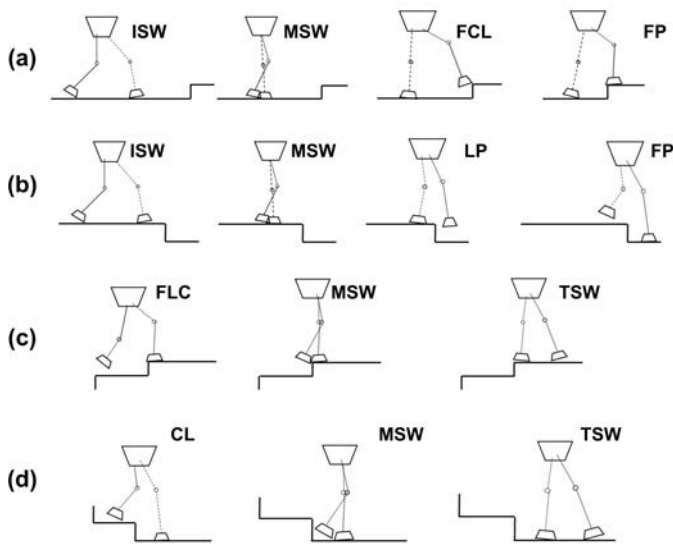 (a) ISW MSW FCL FP
(b) ISW MSW LP FP
(c) FLC MSW TSW
(d) CL MSW TSW